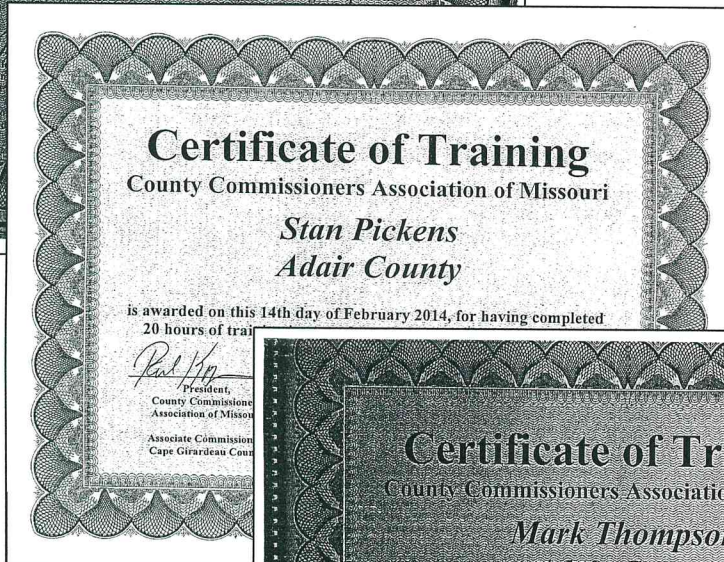 Certificate of Training
County Commissioners Association of Missouri
Stan Pickens
Adair County
is awarded on this 14th day of February 2014, for having completed
20 hours of trai
President,
County Commissione
Association of Missou
Associate Commission
Cape Girardeau Coun
Certificate of Tr
County Commissioners Associatio
Mark Thompson